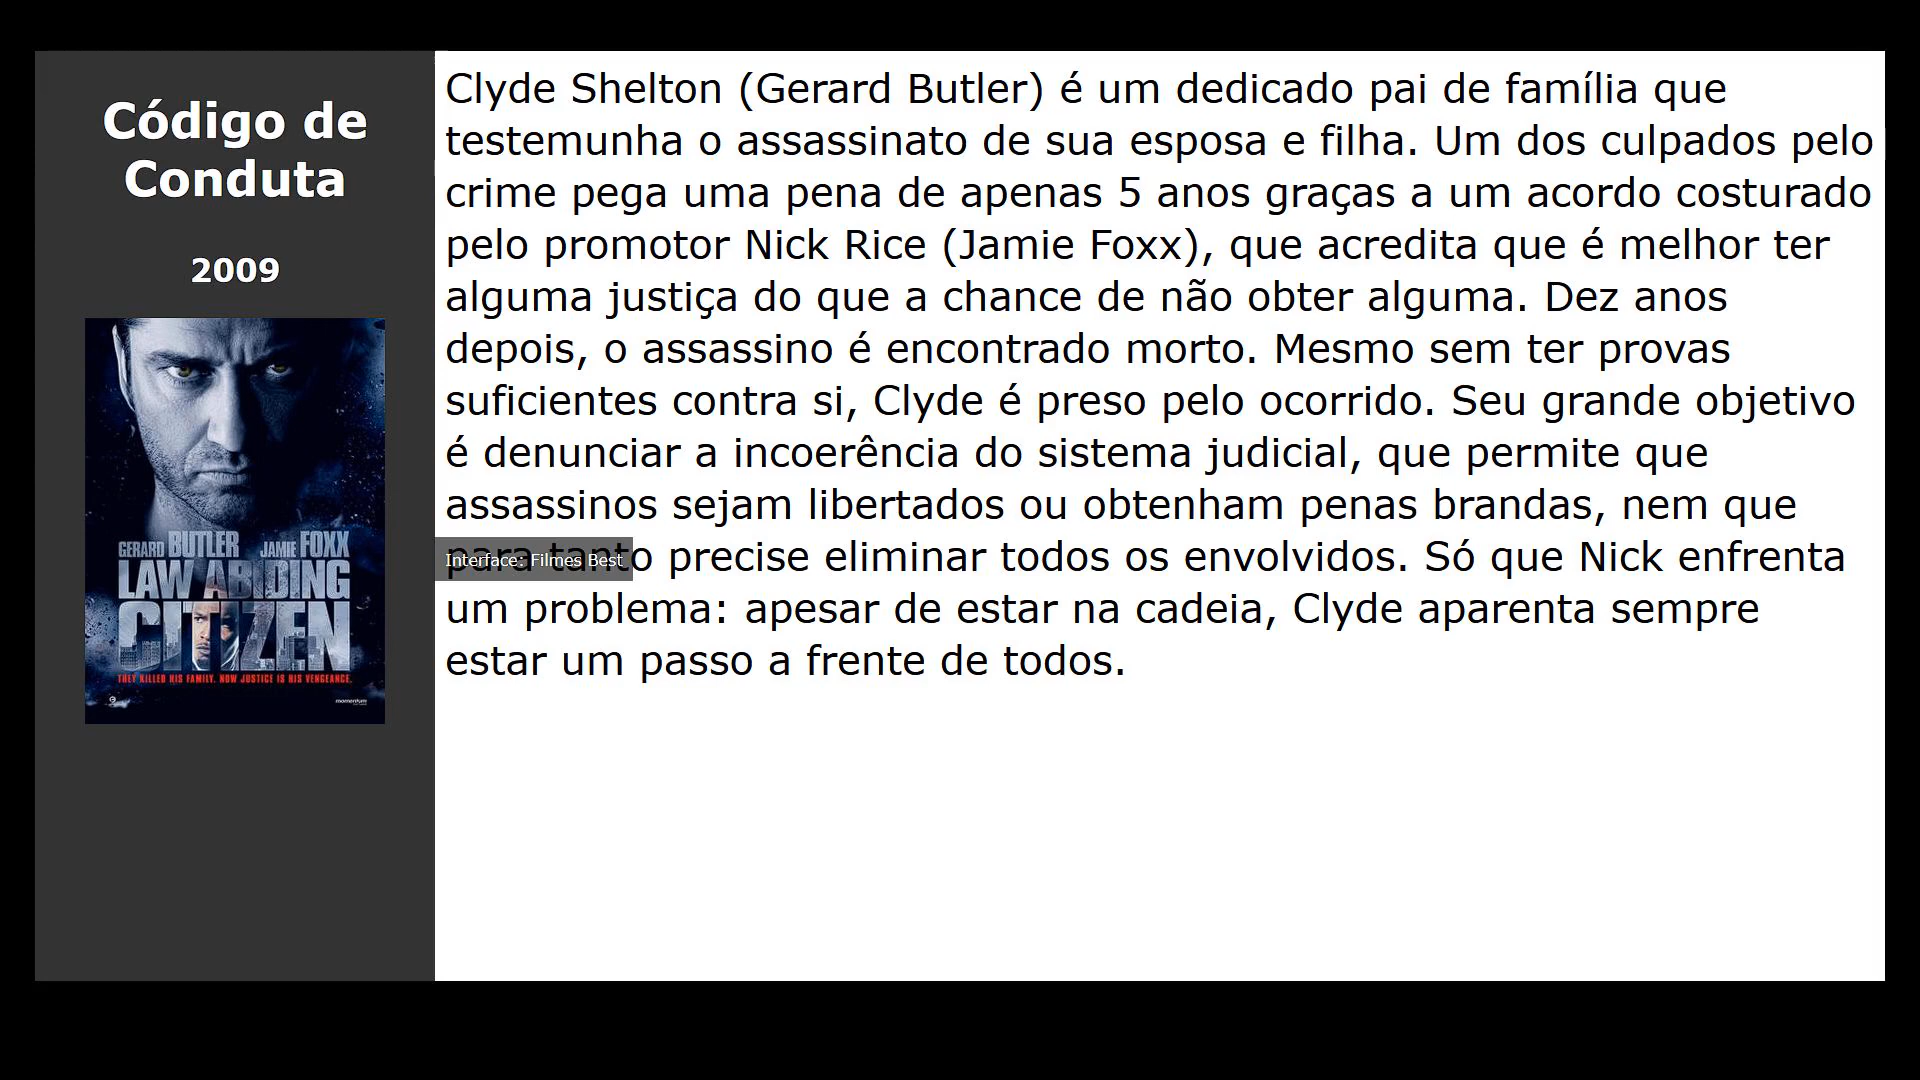 Código de
Conduta
2009
GERARD BUTLER JAMIE FOXX
LAW ABIDING
CITIZEN
THEY KILLED HIS FAMILY. NOW JUSTICE IS HIS VENGEANCE.
momentum
Clyde Shelton (Gerard Butler) é um dedicado pai de família que
testemunha o assassinato de sua esposa e filha. Um dos culpados pelo
crime pega uma pena de apenas 5 anos graças a um acordo costurado
pelo promotor Nick Rice (Jamie Foxx), que acredita que é melhor ter
alguma justiça do que a chance de não obter alguma. Dez anos
depois, o assassino é encontrado morto. Mesmo sem ter provas
suficientes contra si, Clyde é preso pelo ocorrido. Seu grande objetivo
é denunciar a incoerência do sistema judicial, que permite que
assassinos sejam libertados ou obtenham penas brandas, nem que
para tanto precise eliminar todos os envolvidos. Só que Nick enfrenta
Interface: Filmes Best
um problema: apesar de estar na cadeia, Clyde aparenta sempre
estar um passo a frente de todos.